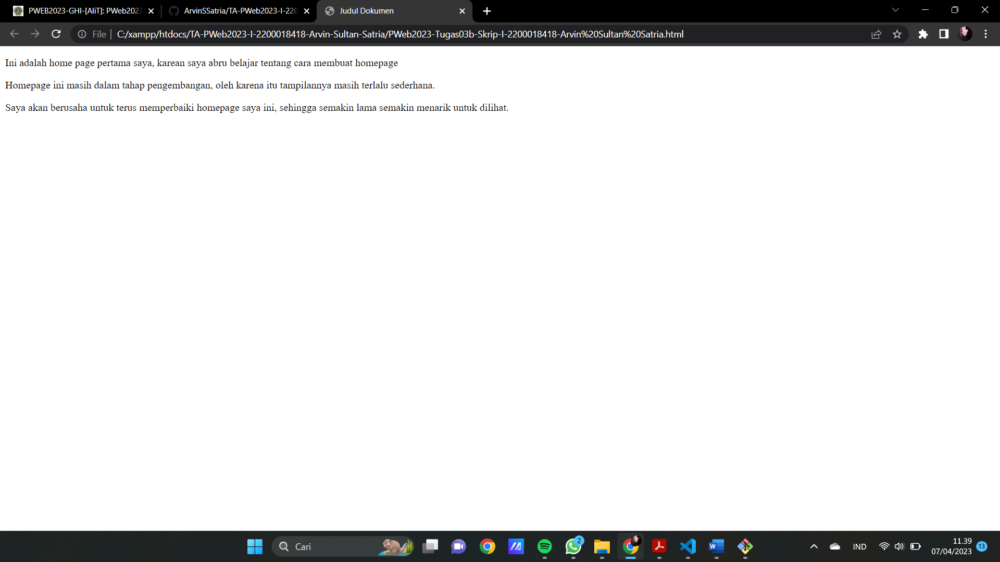 PWEB2023-GHI-[AliT]: PWeb2023
ArvinSSatria/TA-PWeb2023-I-220
Judul Dokumen
File
C:/xampp/htdocs/TA-PWeb2023-I-2200018418-Arvin-Sultan-Satria/PWeb2023-Tugas03b-Skrip-I-2200018418-Arvin%20Sultan%20Satria.html
Ini adalah home page pertama saya, karean saya abru belajar tentang cara membuat homepage
Homepage ini masih dalam tahap pengembangan, oleh karena itu tampilannya masih terlalu sederhana.
Saya akan berusaha untuk terus memperbaiki homepage saya ini, sehingga semakin lama semakin menarik untuk dilihat.
Cari
2
W
IND
11.39
07/04/2023
13